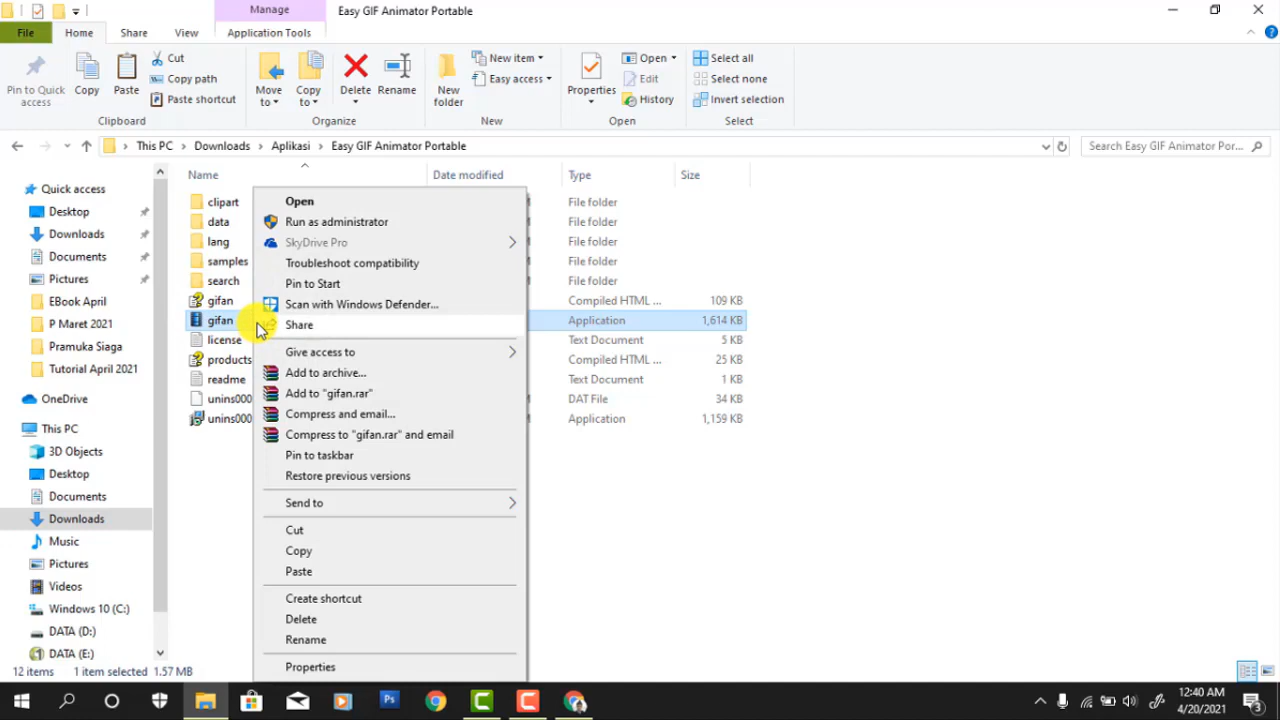 Manage
Easy GIF Animator Portable
File
Home
Share
View
Application Tools
Pin to Quick access
Copy
Paste
Cut
Copy path
Paste shortcut
Clipboard
Move to
Copy to
Delete
Rename
Organize
New folder
New item
Easy access
New
Properties
Open
Edit
History
Open
Select all
Select none
Invert selection
Select
This PC > Downloads > Aplikasi > Easy GIF Animator Portable
Search Easy GIF Animator Por...
Name
Date modified
Type
Size
Quick access
Desktop
Downloads
Documents
Pictures
EBook April
P Maret 2021
Pramuka Siaga
Tutorial April 2021
OneDrive
This PC
3D Objects
Desktop
Documents
Downloads
Music
Pictures
Videos
Windows 10 (C:)
DATA (D:)
DATA (E:)
clipart
File folder
data
File folder
lang
File folder
samples
File folder
search
File folder
gifan
Compiled HTML ...
109 KB
gifan
Application
1,614 KB
license
Text Document
5 KB
products
Compiled HTML ...
25 KB
readme
Text Document
1 KB
unins000
DAT File
34 KB
unins000
Application
1,159 KB
Open
Run as administrator
SkyDrive Pro
Troubleshoot compatibility
Pin to Start
Scan with Windows Defender...
Share
Give access to
Add to archive...
Add to "gifan.rar"
Compress and email...
Compress to "gifan.rar" and email
Pin to taskbar
Restore previous versions
Send to
Cut
Copy
Paste
Create shortcut
Delete
Rename
Properties
12 items
1 item selected 1.57 MB
Ps
12:40 AM
4/20/2021
3